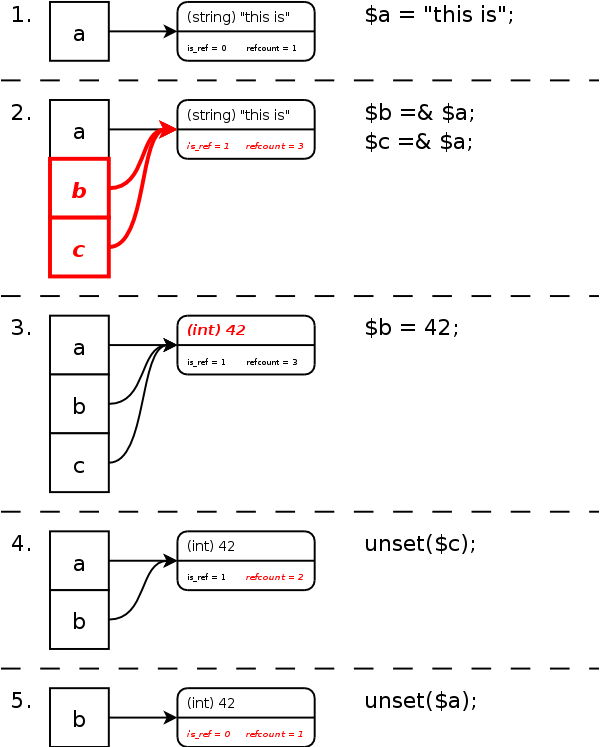 1. a (string) "this is" $a = "this is";
is_ref = 0 refcount = 1
2. a (string) "this is" $b =& $a;
is_ref = 1 refcount = 3 $c =& $a;
b
c
3. a (int) 42 $b = 42;
is_ref = 1 refcount = 3
b
c
4. a (int) 42 unset($c);
is_ref = 1 refcount = 2
b
5. b (int) 42 unset($a);
is_ref = 0 refcount = 1